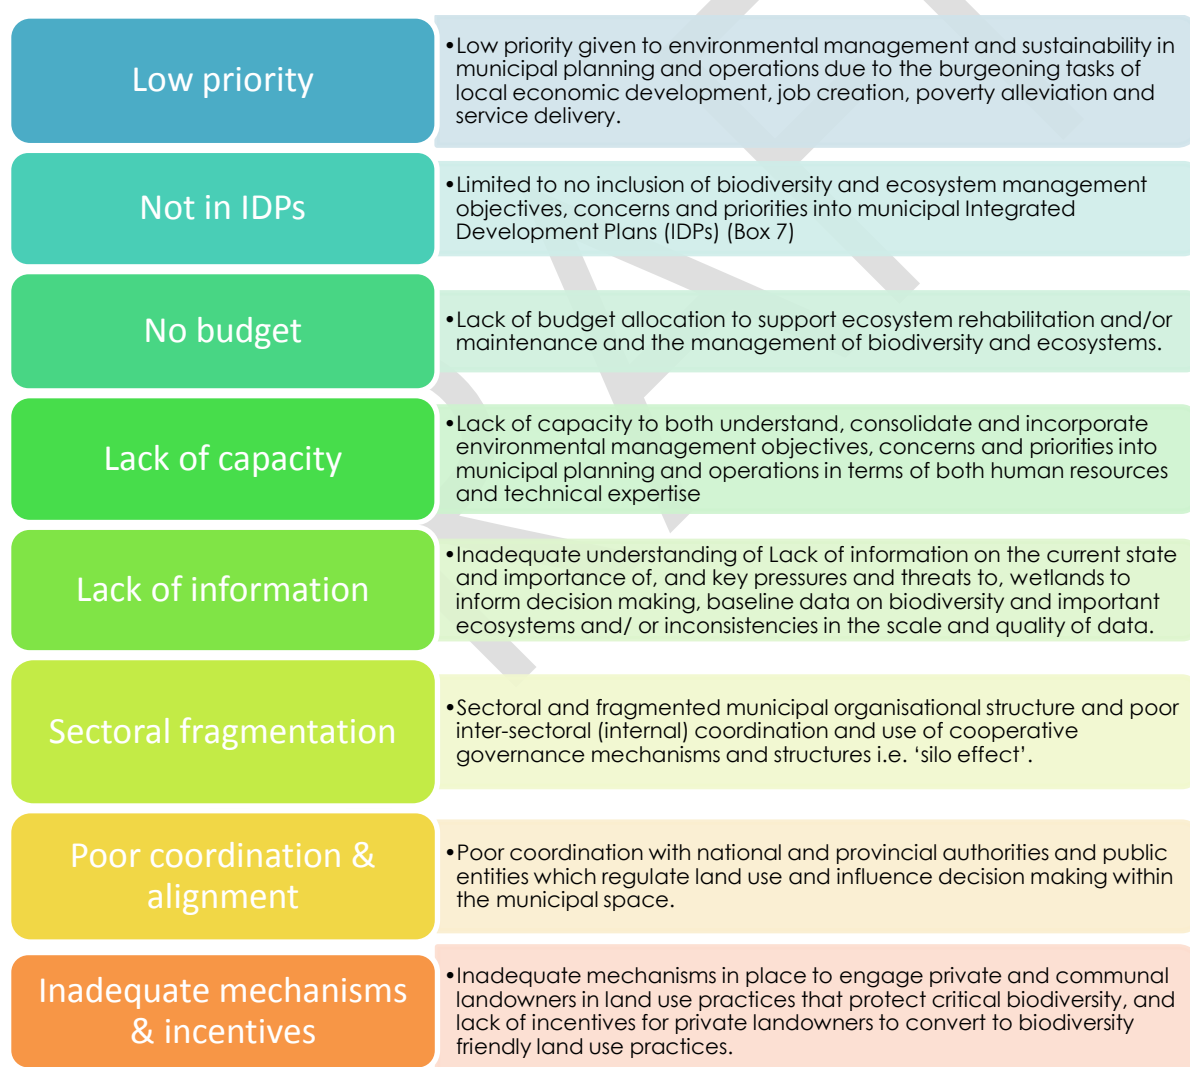 Low priority
•Low priority given to environmental management and sustainability in
municipal planning and operations due to the burgeoning tasks of
local economic development, job creation, poverty alleviation and
service delivery.
Not in IDPs
•Limited to no inclusion of biodiversity and ecosystem management
objectives, concerns and priorities into municipal Integrated
Development Plans (IDPs) (Box 7)
No budget
•Lack of budget allocation to support ecosystem rehabilitation and/or
maintenance and the management of biodiversity and ecosystems.
Lack of capacity
•Lack of capacity to both understand, consolidate and incorporate
environmental management objectives, concerns and priorities into
municipal planning and operations in terms of both human resources
and technical expertise
Lack of information
•Inadequate understanding of Lack of information on the current state
and importance of, and key pressures and threats to, wetlands to
inform decision making, baseline data on biodiversity and important
ecosystems and/ or inconsistencies in the scale and quality of data.
Sectoral fragmentation
•Sectoral and fragmented municipal organisational structure and poor
inter-sectoral (internal) coordination and use of cooperative
governance mechanisms and structures i.e. ‘silo effect’.
Poor coordination &
alignment
•Poor coordination with national and provincial authorities and public
entities which regulate land use and influence decision making within
the municipal space.
Inadequate mechanisms
& incentives
•Inadequate mechanisms in place to engage private and communal
landowners in land use practices that protect critical biodiversity, and
lack of incentives for private landowners to convert to biodiversity
friendly land use practices.